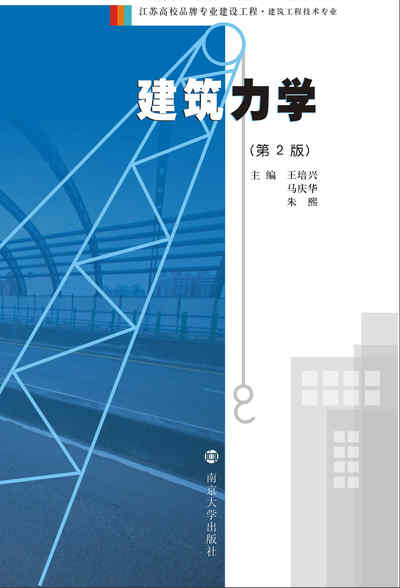 江苏高校品牌专业建设工程·建筑工程技术专业
建筑力学
(第 2 版)
主 编 王培兴
马庆华
朱 熙
南京大学出版社